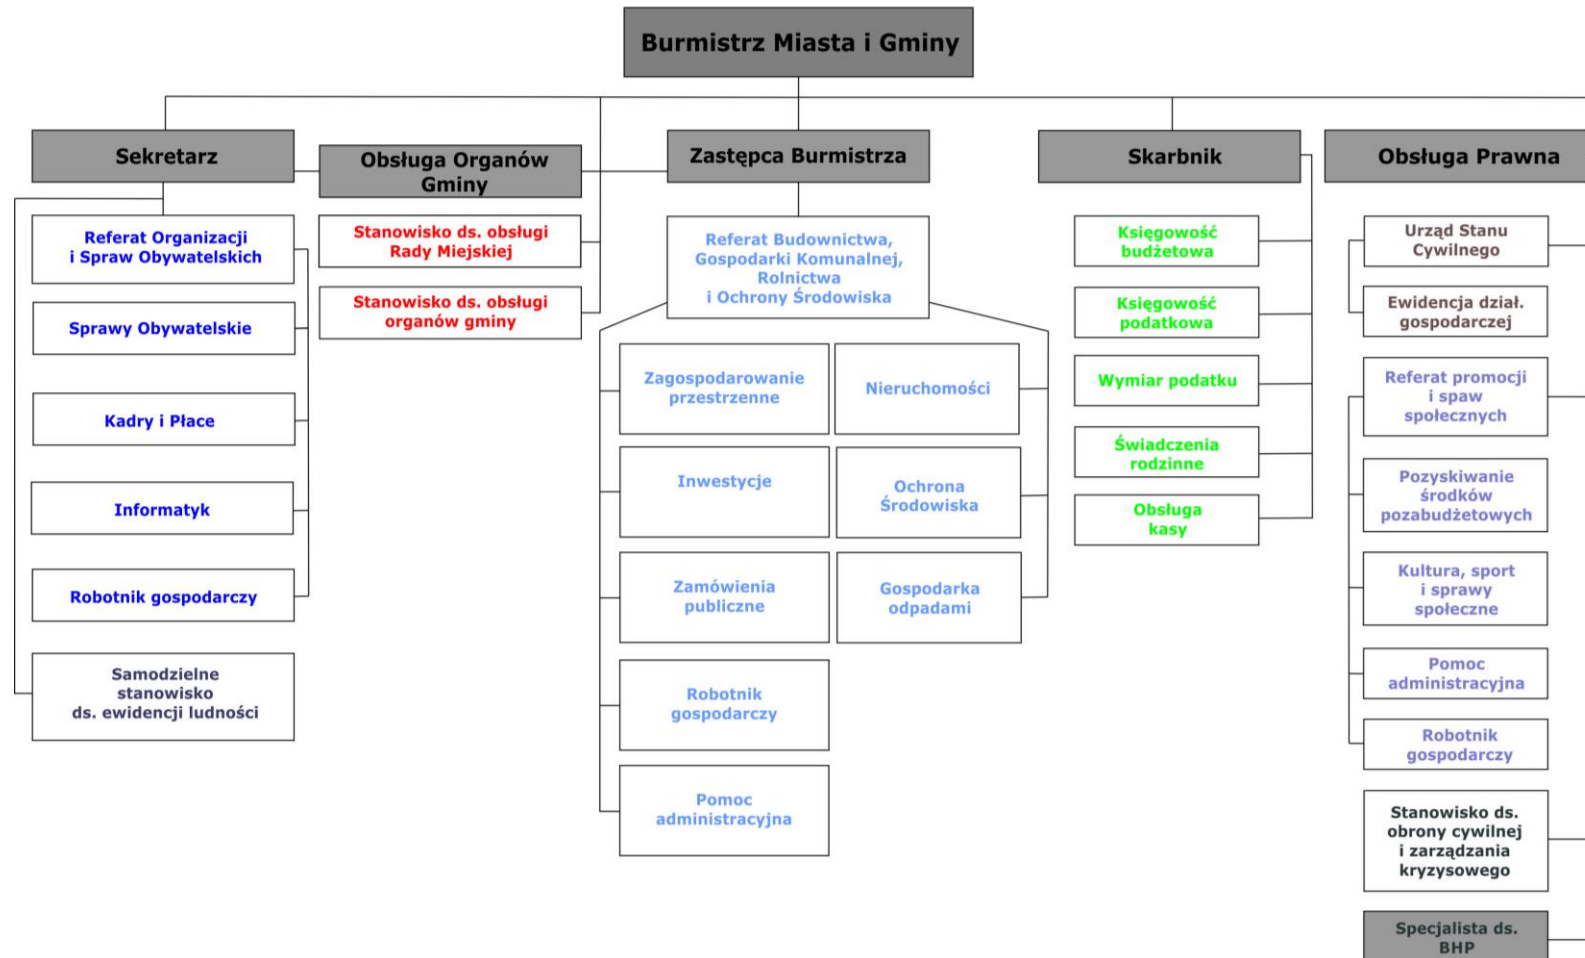 Burmistrz Miasta i Gminy
Sekretarz
Obsługa Organów
Gminy
Zastępca Burmistrza
Skarbnik
Obsługa Prawna
Referat Organizacji
i Spraw Obywatelskich
Sprawy Obywatelskie
Kadry i Płace
Informatyk
Robotnik gospodarczy
Samodzielne
stanowisko
ds. ewidencji ludności
Stanowisko ds. obsługi
Rady Miejskiej
Stanowisko ds. obsługi
organów gminy
Referat Budownictwa,
Gospodarki Komunalnej,
Rolnictwa
i Ochrony Środowiska
Zagospodarowanie
przestrzenne
Inwestycje
Zamówienia
publiczne
Robotnik
gospodarczy
Pomoc
administracyjna
Nieruchomości
Ochrona
Środowiska
Gospodarka
odpadami
Księgowość
budżetowa
Księgowość
podatkowa
Wymiar podatku
Świadczenia
rodzinne
Obsługa
kasy
Urząd Stanu
Cywilnego
Ewidencja dział.
gospodarczej
Referat promocji
i spaw
społecznych
Pozyskiwanie
środków
pozabudżetowych
Kultura, sport
i sprawy
społeczne
Pomoc
administracyjna
Robotnik
gospodarczy
Stanowisko ds.
obrony cywilnej
i zarządzania
kryzysowego
Specjalista ds.
BHP